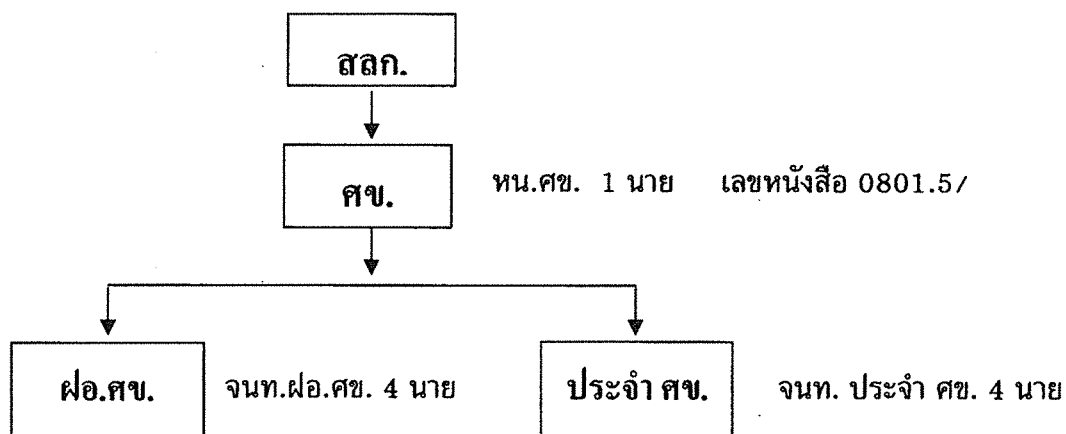 สลก.
ศข.
หน.ศข. 1 นาย เลขหนังสือ 0801.5/
ฝอ.ศข. จนท.ฝอ.ศข. 4 นาย ประจำ ศข. จนท. ประจำ ศข. 4 นาย